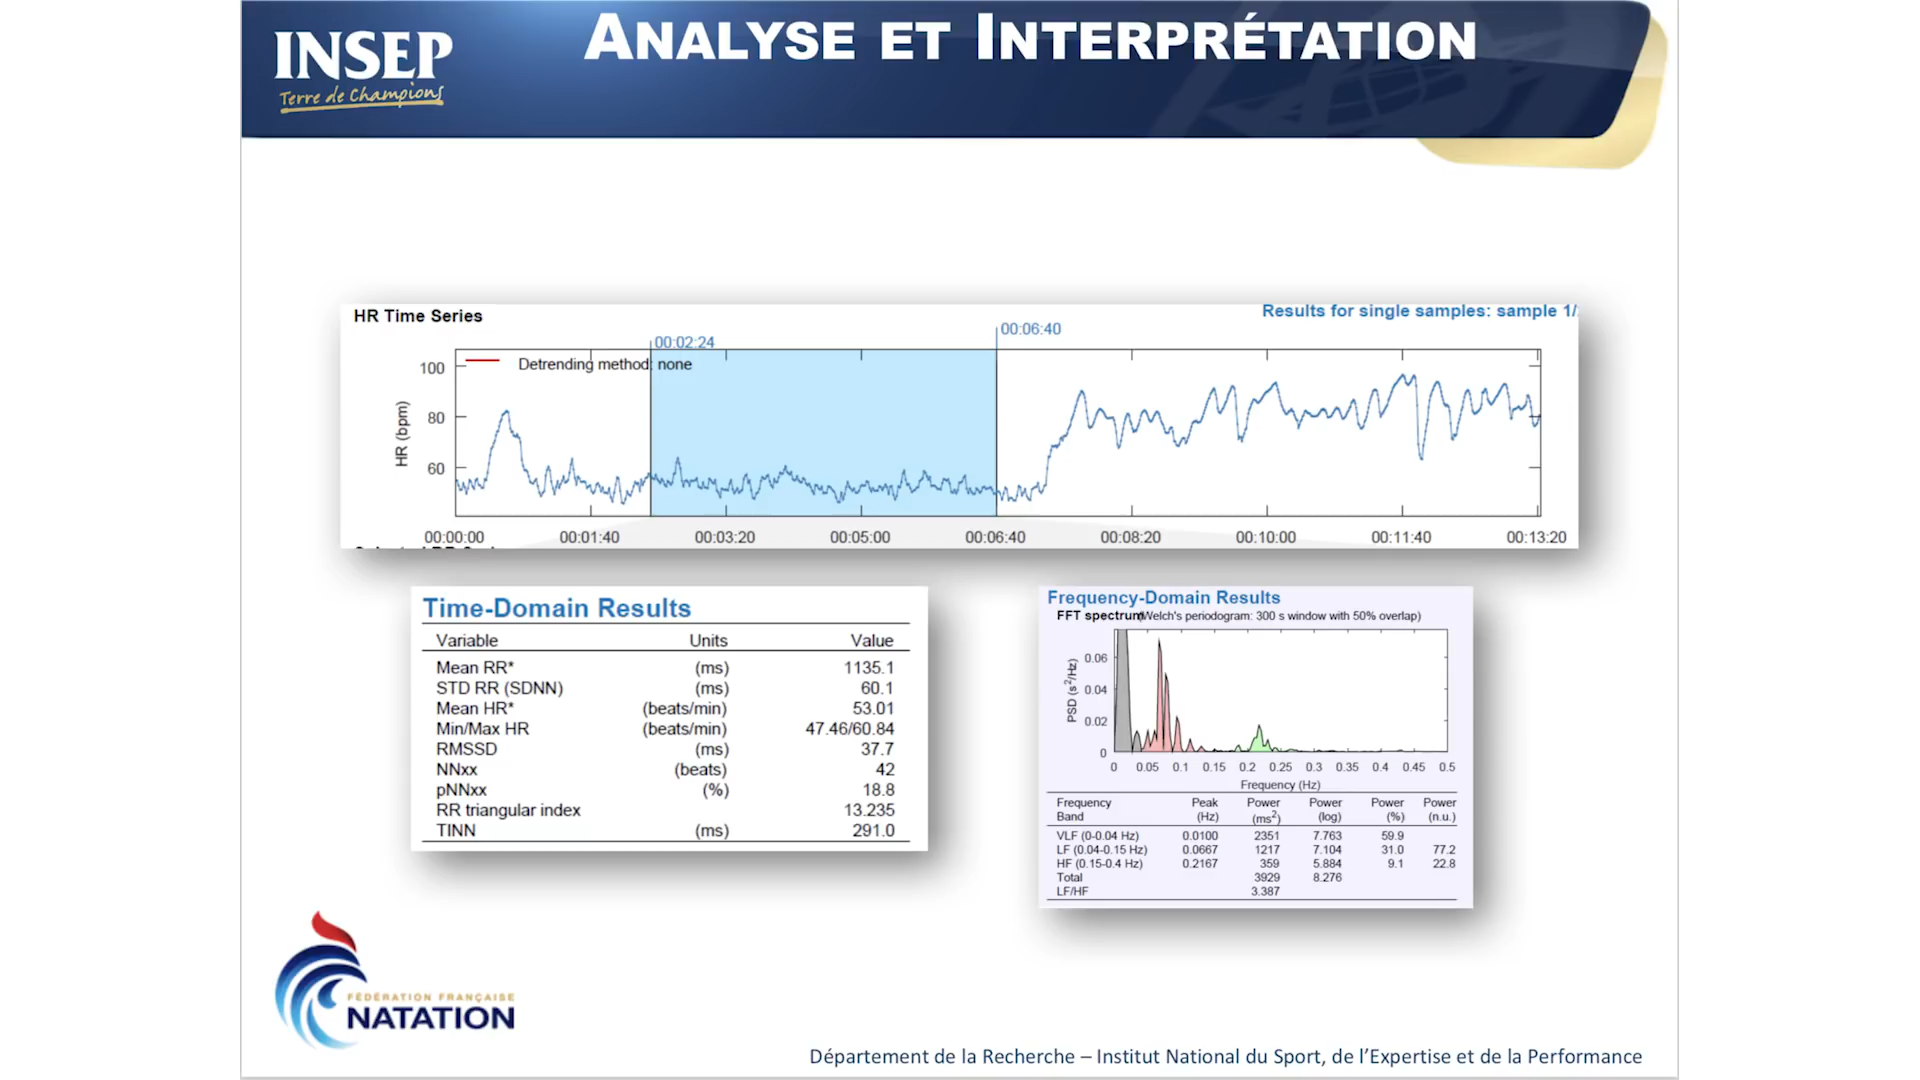 INSEP
Terre de Champions
ANALYSE ET INTERPRÉTATION
HR Time Series
Results for single samples: sample 1/
00:02:24
00:06:40
Detrending method: none
HR (bpm)
100
80
60
00:00:00 00:01:40 00:03:20 00:05:00 00:06:40 00:08:20 00:10:00 00:11:40 00:13:20
Time-Domain Results
Variable Units Value
Mean RR* (ms) 1135.1
STD RR (SDNN) (ms) 60.1
Mean HR* (beats/min) 53.01
Min/Max HR (beats/min) 47.46/60.84
RMSSD (ms) 37.7
NNxx (beats) 42
pNNxx (%) 18.8
RR triangular index 13.235
TINN (ms) 291.0
Frequency-Domain Results
FFT spectrum (Welch's periodogram: 300 s window with 50% overlap)
PSD (s²/Hz)
0.06
0.04
0.02
0
0 0.05 0.1 0.15 0.2 0.25 0.3 0.35 0.4 0.45 0.5
Frequency (Hz)
Frequency Peak Power Power Power Power
Band (Hz) (ms²) (log) (%) (n.u.)
VLF (0-0.04 Hz) 0.0100 2351 7.763 59.9
LF (0.04-0.15 Hz) 0.0667 1217 7.104 31.0 77.2
HF (0.15-0.4 Hz) 0.2167 359 5.884 9.1 22.8
Total 3929 8.276
LF/HF 3.387
FÉDÉRATION FRANÇAISE
NATATION
Département de la Recherche – Institut National du Sport, de l’Expertise et de la Performance